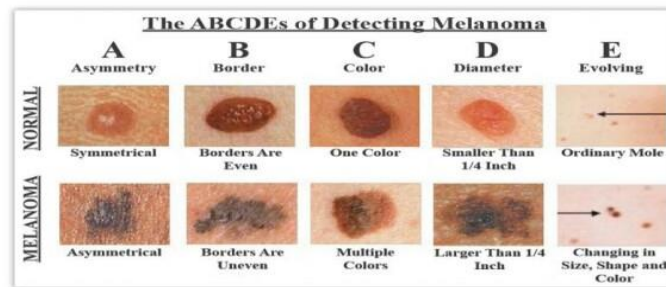 The ABCDEs of Detecting Melanoma
A B C D E
Asymmetry Border Color Diameter Evolving
NORMAL
Symmetrical Borders Are Even One Color Smaller Than 1/4 Inch Ordinary Mole
MELANOMA
Asymmetrical Borders Are Uneven Multiple Colors Larger Than 1/4 Inch Changing in Size, Shape and Color